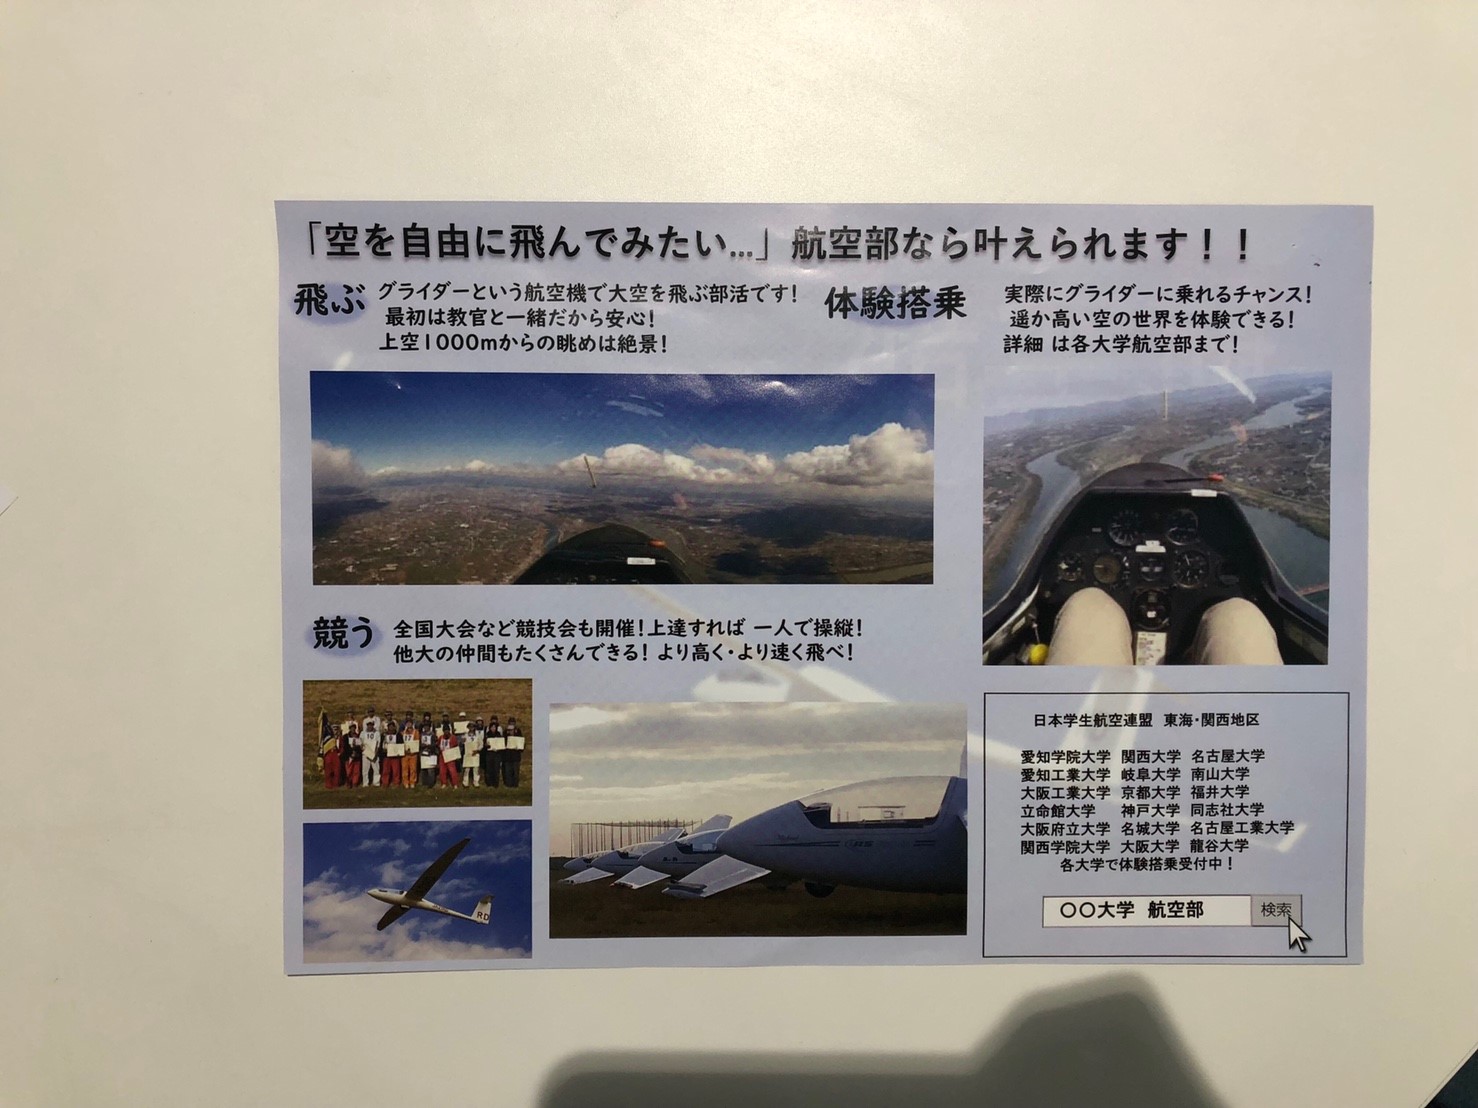 「空を自由に飛んでみたい...」航空部なら叶えられます！！
飛ぶ
グライダーという航空機で大空を飛ぶ部活です！
最初は教官と一緒だから安心！
上空1000mからの眺めは絶景！
体験搭乗
実際にグライダーに乗れるチャンス！
遥か高い空の世界を体験できる！
詳細 は各大学航空部まで！
競う
全国大会など競技会も開催！上達すれば 一人で操縦！
他大の仲間もたくさんできる！より高く・より速く飛べ！
RD
日本学生航空連盟 東海・関西地区
愛知学院大学 関西大学 名古屋大学
愛知工業大学 岐阜大学 南山大学
大阪工業大学 京都大学 福井大学
立命館大学 神戸大学 同志社大学
大阪府立大学 名城大学 名古屋工業大学
関西学院大学 大阪大学 龍谷大学
各大学で体験搭乗受付中！
〇〇大学 航空部 検索